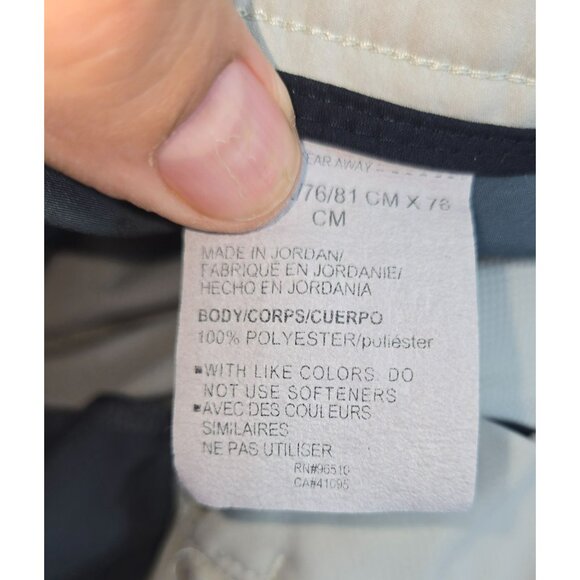 EAR AWAY
/76/81 CM X 76
CM
MADE IN JORDAN/
FABRIQUÉ EN JORDANIE/
HECHO EN JORDANIA
BODY/CORPS/CUERPO
100% POLYESTER/poliéster
▪WITH LIKE COLORS. DO
NOT USE SOFTENERS
▪AVEC DES COULEURS
SIMILAIRES
NE PAS UTILISER
RN#96510
CA#41095